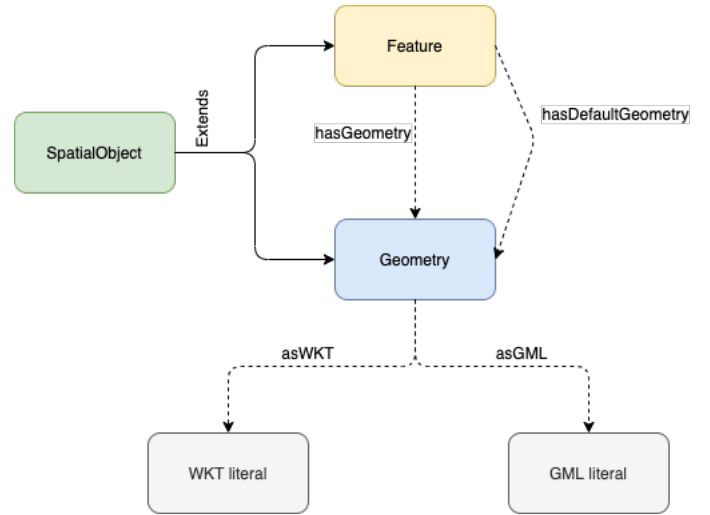 Feature
Extends
hasDefaultGeometry
hasGeometry
SpatialObject
Geometry
asWKT
asGML
WKT literal
GML literal